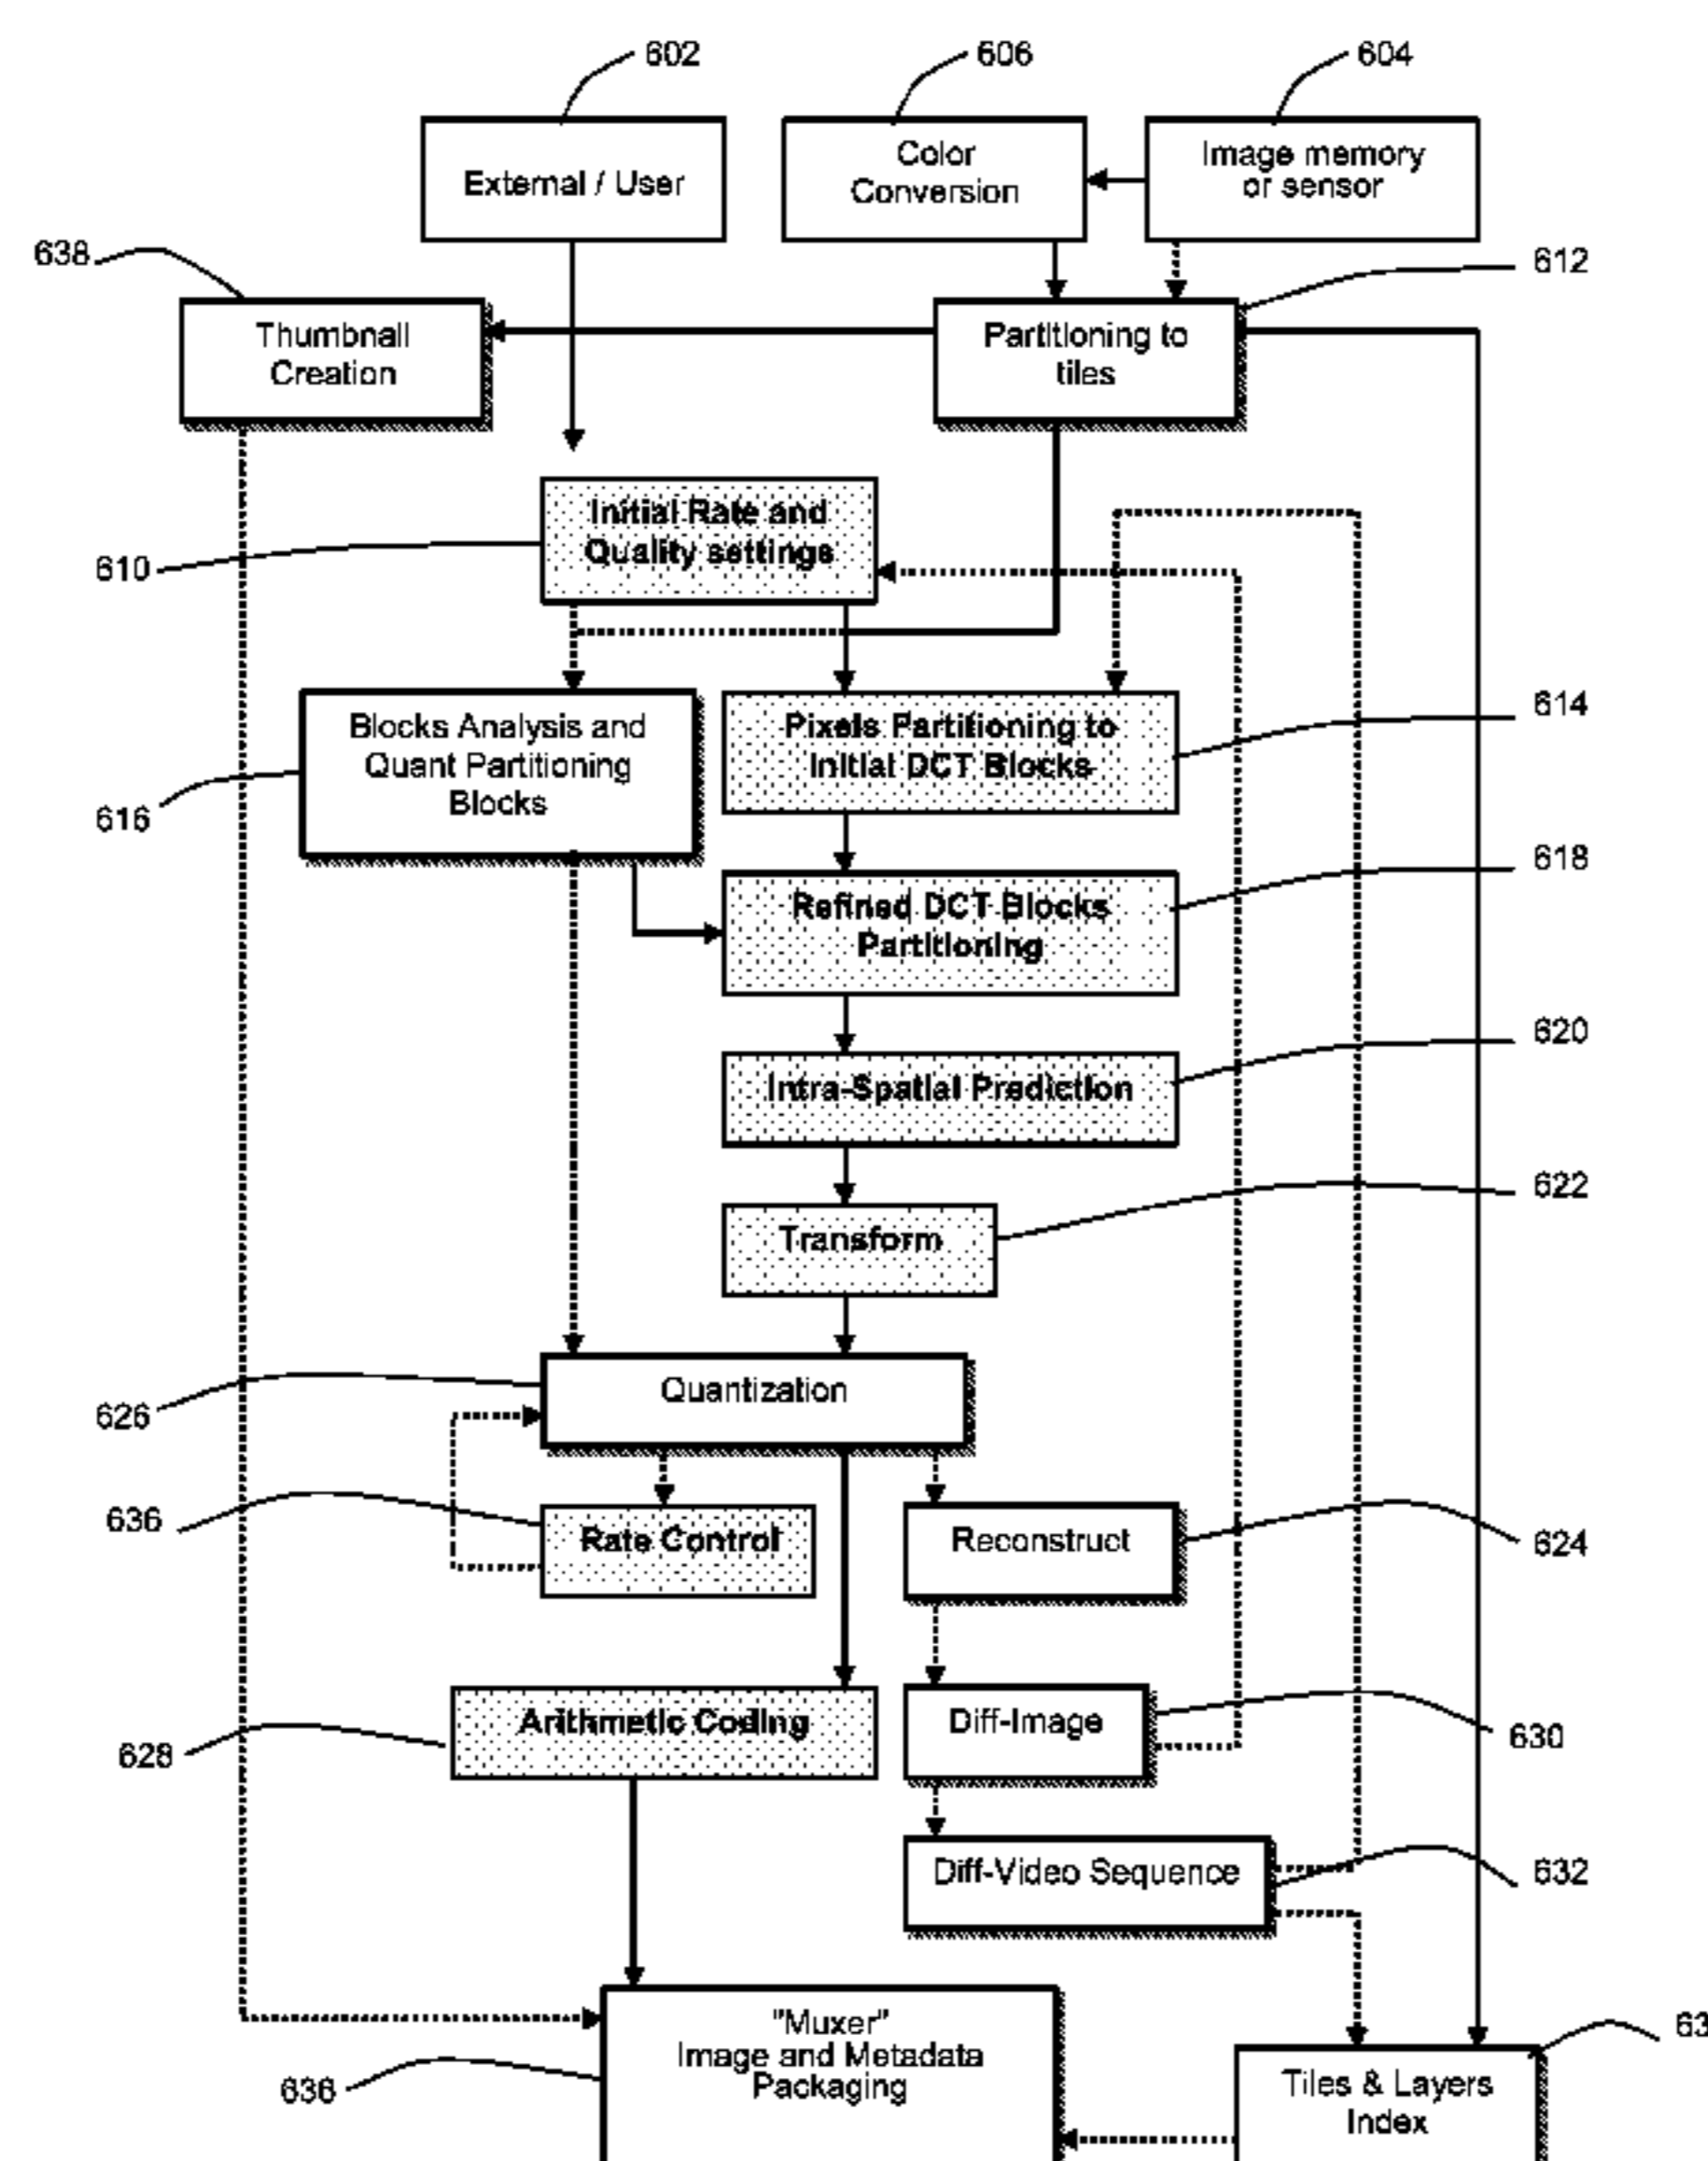 602
606
604
External / User
Color
Conversion
Image memory
or sensor
638
612
Thumbnail
Creation
Partitioning to
tiles
Initial Rate and
Quality settings
610
614
Blocks Analysis and
Quant Partitioning
Blocks
Pixels Partitioning to
Initial DCT Blocks
616
618
Refined DCT Blocks
Partitioning
620
Intra-Spatial Prediction
622
Transform
Quantization
626
636
Rate Control
Reconstruct
624
Arithmetic Coding
Diff-Image
630
628
Diff-Video Sequence
632
"Muxer"
Image and Metadata
Packaging
63
636
Tiles & Layers
Index